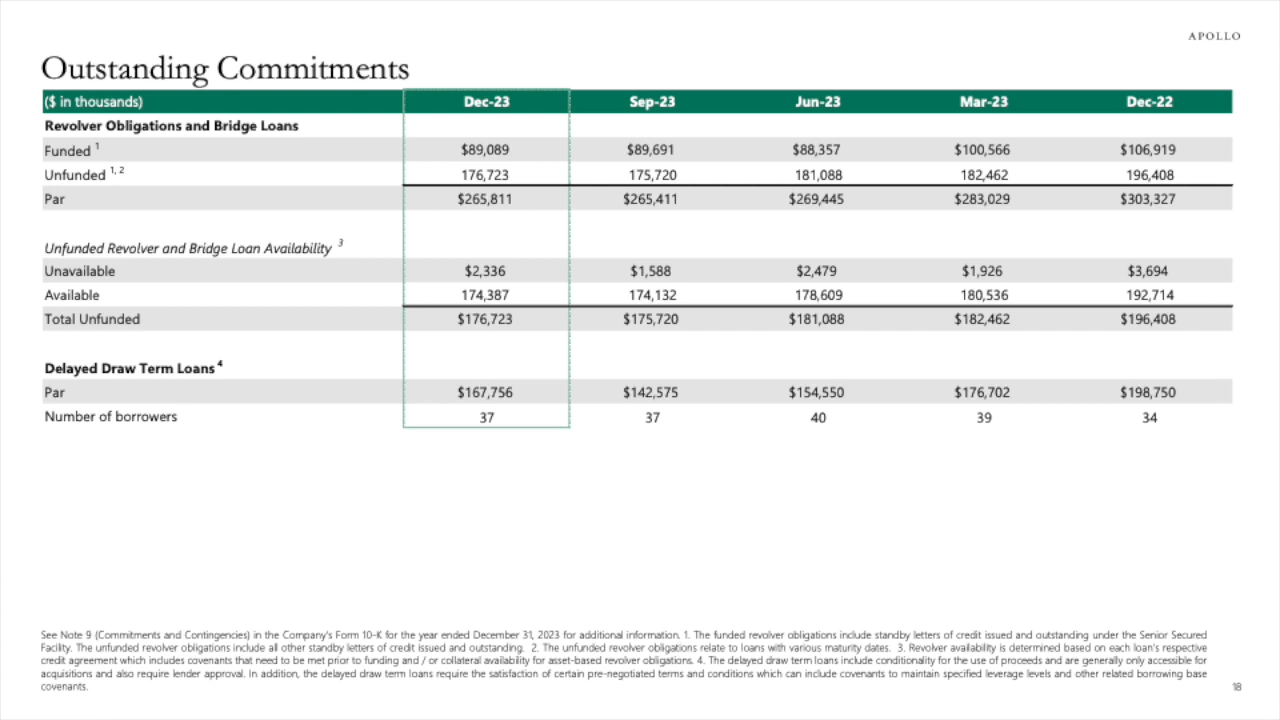 APOLLO
Outstanding Commitments
($ in thousands) Dec-23 Sep-23 Jun-23 Mar-23 Dec-22
Revolver Obligations and Bridge Loans
Funded 1 $89,089 $89,691 $88,357 $100,566 $106,919
Unfunded 1, 2 176,723 175,720 181,088 182,462 196,408
Par $265,811 $265,411 $269,445 $283,029 $303,327
Unfunded Revolver and Bridge Loan Availability 3
Unavailable $2,336 $1,588 $2,479 $1,926 $3,694
Available 174,387 174,132 178,609 180,536 192,714
Total Unfunded $176,723 $175,720 $181,088 $182,462 $196,408
Delayed Draw Term Loans 4
Par $167,756 $142,575 $154,550 $176,702 $198,750
Number of borrowers 37 37 40 39 34
See Note 9 (Commitments and Contingencies) in the Company's Form 10-K for the year ended December 31, 2023 for additional information. 1. The funded revolver obligations include standby letters of credit issued and outstanding under the Senior Secured
Facility. The unfunded revolver obligations include all other standby letters of credit issued and outstanding. 2. The unfunded revolver obligations relate to loans with various maturity dates. 3. Revolver availability is determined based on each loan's respective
credit agreement which includes covenants that need to be met prior to funding and / or collateral availability for asset-based revolver obligations. 4. The delayed draw term loans include conditionality for the use of proceeds and are generally only accessible for
acquisitions and also require lender approval. In addition, the delayed draw term loans require the satisfaction of certain pre-negotiated terms and conditions which can include covenants to maintain specified leverage levels and other related borrowing base
covenants.
18